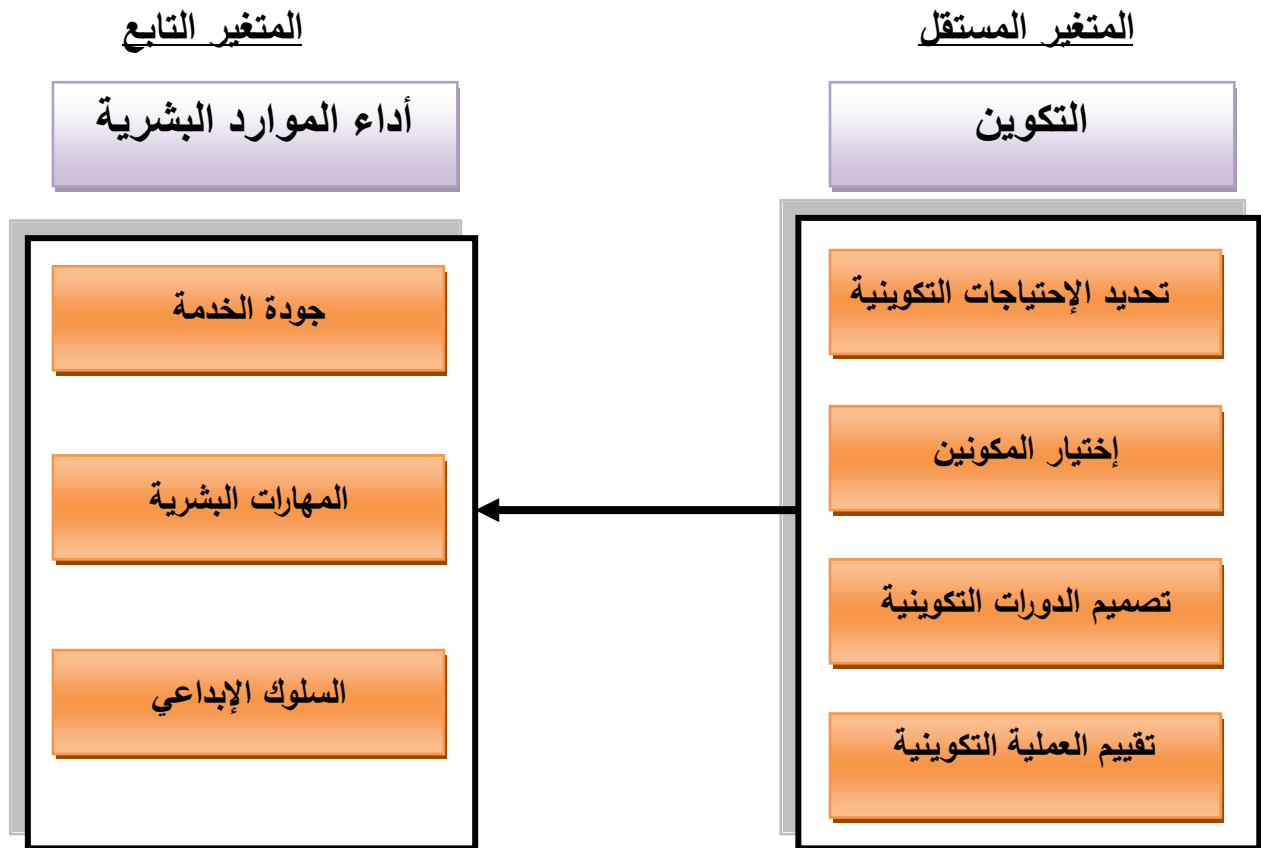 المتغير المستقل
المتغير التابع
التكوين
أداء الموارد البشرية
تحديد الإحتياجات التكوينية
إختيار المكونين
تصميم الدورات التكوينية
تقييم العملية التكوينية
جودة الخدمة
المهارات البشرية
السلوك الإبداعي